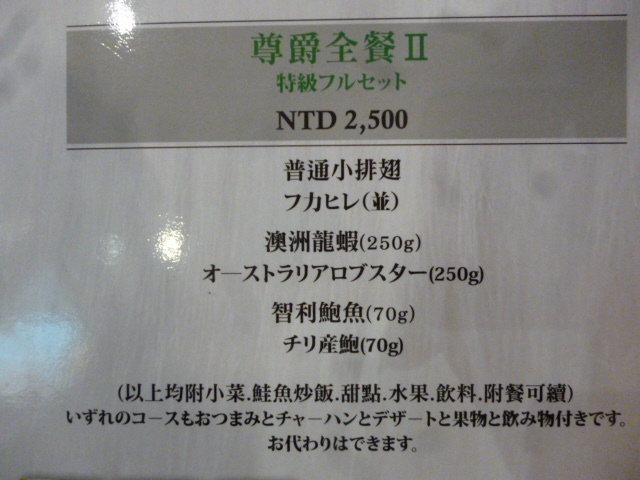 尊爵全餐Ⅱ
特級フルセット
NTD 2,500
普通小排翅
フカヒレ(並)
澳洲龍蝦(250g)
オーストラリアロブスター(250g)
智利鮑魚(70g)
チリ産鮑(70g)
(以上均附小菜.鮭魚炒飯.甜點.水果.飲料.附餐可續)
いずれのコースもおつまみとチャーハンとデザートと果物と飲み物付きです。
お代わりはできます。